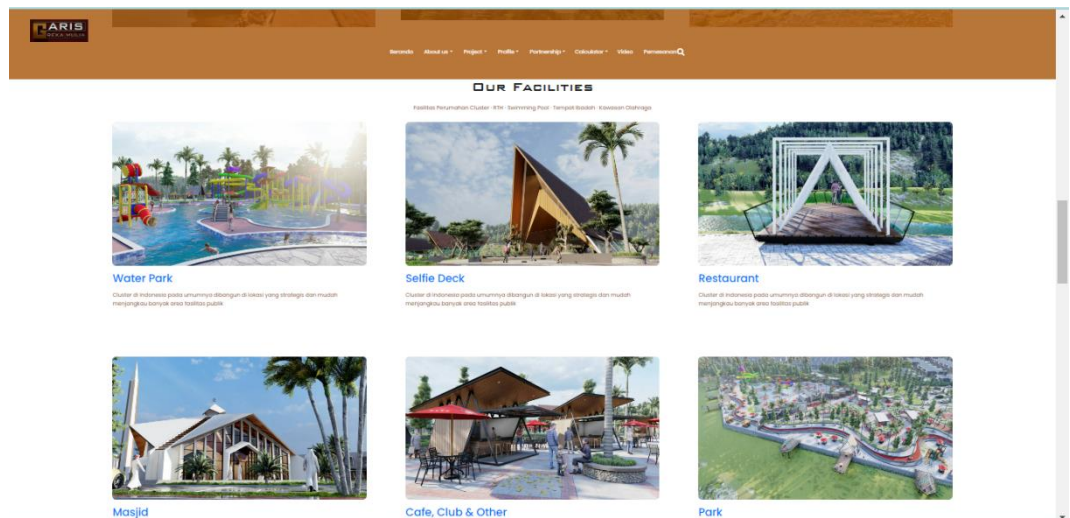 GARIS
Beranda About us Project Profile Partnership Calculator Video Pemesanan
Our Facilities
Fasilitas Perumahan Cluster · RTH · Swimming Pool · Tempat Ibadah · Kawasan Olahraga
Water Park
Cluster di Indonesia pada umumnya dibangun di lokasi yang strategis dan mudah
menjangkau banyak area fasilitas publik
Selfie Deck
Cluster di Indonesia pada umumnya dibangun di lokasi yang strategis dan mudah
menjangkau banyak area fasilitas publik
Restaurant
Cluster di Indonesia pada umumnya dibangun di lokasi yang strategis dan mudah
menjangkau banyak area fasilitas publik
Masjid
Cafe, Club & Other
Park